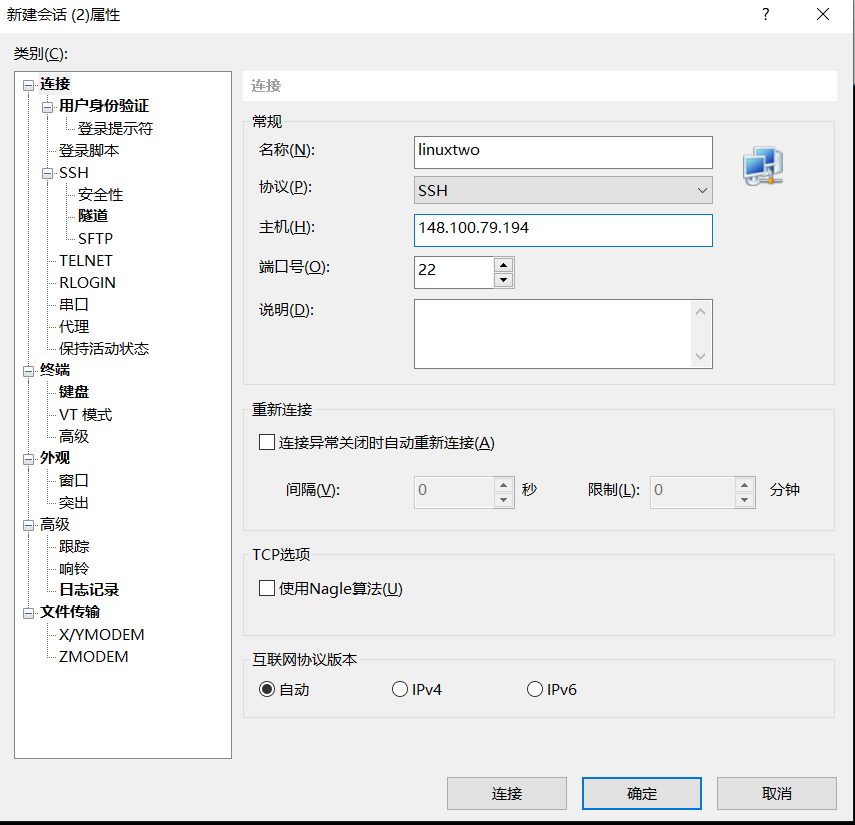 新建会话 (2)属性
?
类别(C):
连接
用户身份验证
登录提示符
登录脚本
SSH
安全性
隧道
SFTP
TELNET
RLOGIN
串口
代理
保持活动状态
终端
键盘
VT 模式
高级
外观
窗口
突出
高级
跟踪
响铃
日志记录
文件传输
X/YMODEM
ZMODEM
连接
常规
名称(N): linuxtwo
协议(P): SSH
主机(H): 148.100.79.194
端口号(O): 22
说明(D):
重新连接
连接异常关闭时自动重新连接(A)
间隔(V): 0 秒 限制(L): 0 分钟
TCP选项
使用Nagle算法(U)
互联网协议版本
自动 IPv4 IPv6
连接 确定 取消